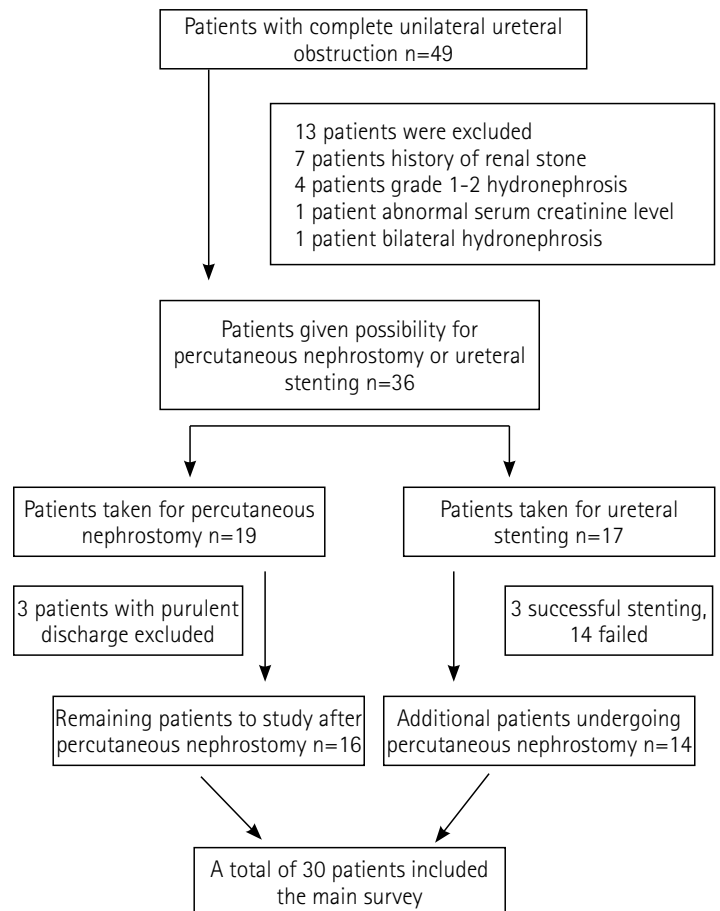 Patients with complete unilateral ureteral
obstruction n=49
13 patients were excluded
7 patients history of renal stone
4 patients grade 1-2 hydronephrosis
1 patient abnormal serum creatinine level
1 patient bilateral hydronephrosis
Patients given possibility for
percutaneous nephrostomy or ureteral
stenting n=36
Patients taken for percutaneous
nephrostomy n=19
Patients taken for ureteral
stenting n=17
3 patients with purulent
discharge excluded
3 successful stenting,
14 failed
Remaining patients to study after
percutaneous nephrostomy n=16
Additional patients undergoing
percutaneous nephrostomy n=14
A total of 30 patients included
the main survey